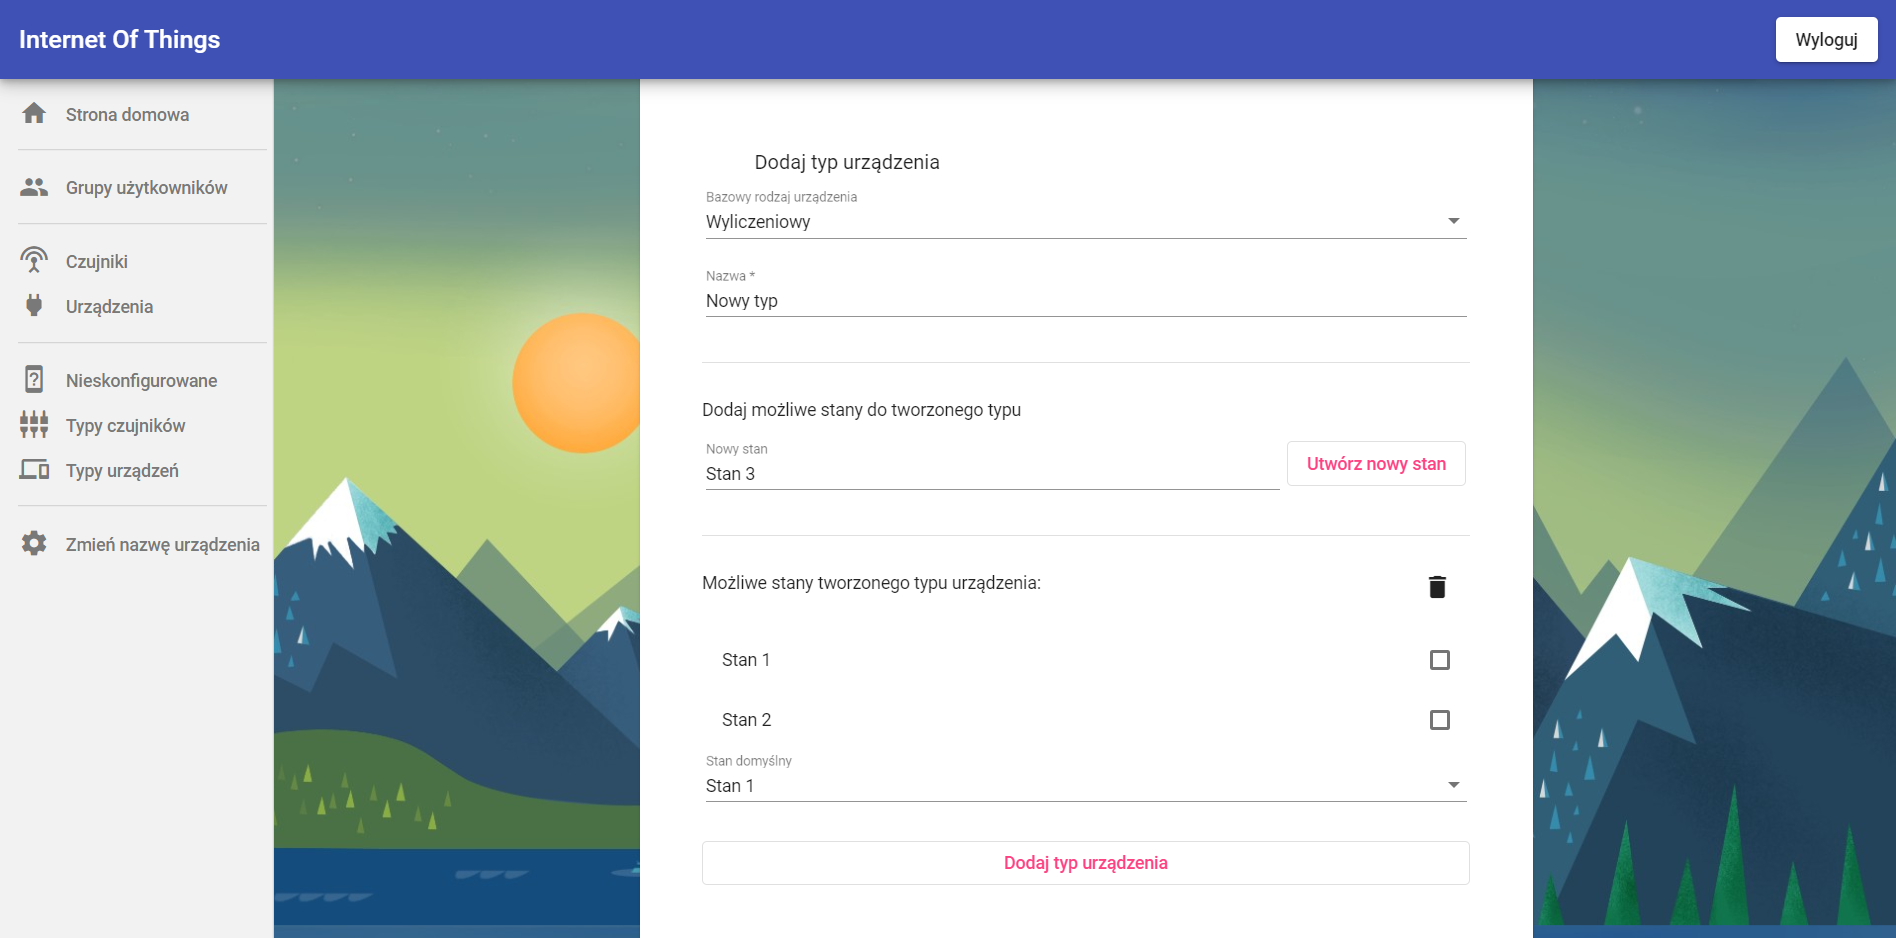 Internet Of Things
Wyloguj
Strona domowa
Grupy użytkowników
Czujniki
Urządzenia
Nieskonfigurowane
Typy czujników
Typy urządzeń
Zmień nazwę urządzenia
Dodaj typ urządzenia
Bazowy rodzaj urządzenia
Wyliczeniowy
Nazwa *
Nowy typ
Dodaj możliwe stany do tworzonego typu
Nowy stan
Stan 3
Utwórz nowy stan
Możliwe stany tworzonego typu urządzenia:
Stan 1
Stan 2
Stan domyślny
Stan 1
Dodaj typ urządzenia